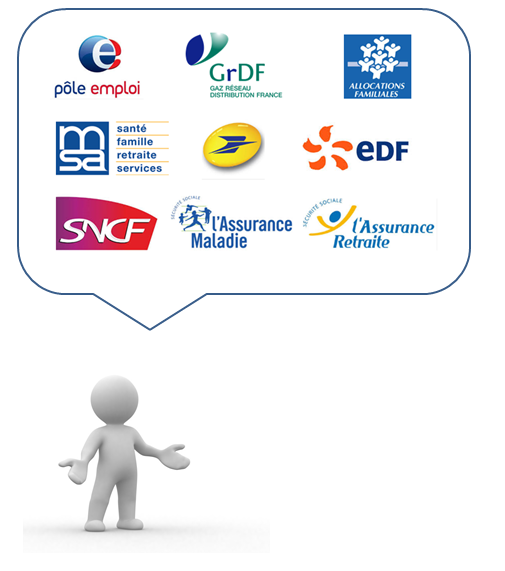 pôle emploi
GrDF
GAZ RÉSEAU
DISTRIBUTION FRANCE
ALLOCATIONS
FAMILIALES
msa
santé
famille
retraite
services
eDF
SNCF
SÉCURITÉ SOCIALE
l'Assurance
Maladie
SÉCURITÉ SOCIALE
l'Assurance
Retraite